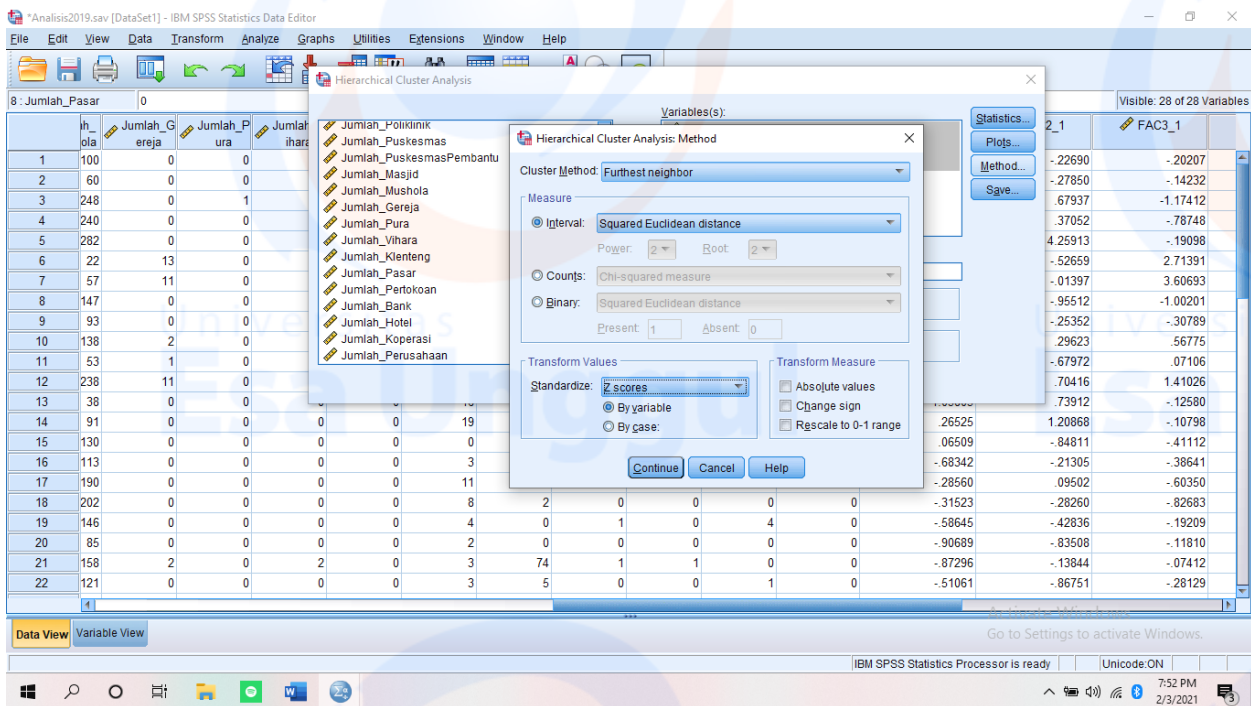 *Analisis2019.sav [DataSet1] - IBM SPSS Statistics Data Editor
File Edit View Data Transform Analyze Graphs Utilities Extensions Window Help
Hierarchical Cluster Analysis
8 : Jumlah_Pasar 0
Visible: 28 of 28 Variables
Variables(s):
Jumlah_Poliklinik
Jumlah_Puskesmas
Jumlah_PuskesmasPembantu
Jumlah_Masjid
Jumlah_Mushola
Jumlah_Gereja
Jumlah_Pura
Jumlah_Vihara
Jumlah_Klenteng
Jumlah_Pasar
Jumlah_Pertokoan
Jumlah_Bank
Jumlah_Hotel
Jumlah_Koperasi
Jumlah_Perusahaan
Statistics...
Plots...
Method...
Save...
Hierarchical Cluster Analysis: Method
Cluster Method: Furthest neighbor
Measure
Interval: Squared Euclidean distance
Power: 2 Root: 2
Counts: Chi-squared measure
Binary: Squared Euclidean distance
Present: 1 Absent: 0
Transform Values
Standardize: Z scores
By variable
By case:
Transform Measure
Absolute values
Change sign
Rescale to 0-1 range
Continue Cancel Help
ola Jumlah_Gereja Jumlah_Pura Jumlah ihara 2_1 FAC3_1
1 100 0 0 -.22690 -.20207
2 60 0 0 -.27850 -.14232
3 248 0 1 .67937 -1.17412
4 240 0 0 .37052 -.78748
5 282 0 0 4.25913 -.19098
6 22 13 0 -.52659 2.71391
7 57 11 0 -.01397 3.60693
8 147 0 0 -.95512 -1.00201
9 93 0 0 -.25352 -.30789
10 138 2 0 .29623 .56775
11 53 1 0 -.67972 .07106
12 238 11 0 .70416 1.41026
13 38 0 0 .73912 -.12580
14 91 0 0 0 0 19 .26525 1.20868 -.10798
15 130 0 0 0 0 0 .06509 -.84811 -.41112
16 113 0 0 0 0 3 -.68342 -.21305 -.38641
17 190 0 0 0 0 11 -.28560 .09502 -.60350
18 202 0 0 0 0 8 2 0 0 0 0 -.31523 -.28260 -.82683
19 146 0 0 0 0 4 0 1 0 4 0 -.58645 -.42836 -.19209
20 85 0 0 0 0 2 0 0 0 0 0 -.90689 -.83508 -.11810
21 158 2 0 2 0 3 74 1 1 0 0 -.87296 -.13844 -.07412
22 121 0 0 0 0 3 5 0 0 1 0 -.51061 -.86751 -.28129
Universitas
Esa Unggul
Data View Variable View
Activate Windows
Go to Settings to activate Windows.
IBM SPSS Statistics Processor is ready Unicode:ON
7:52 PM
2/3/2021
3